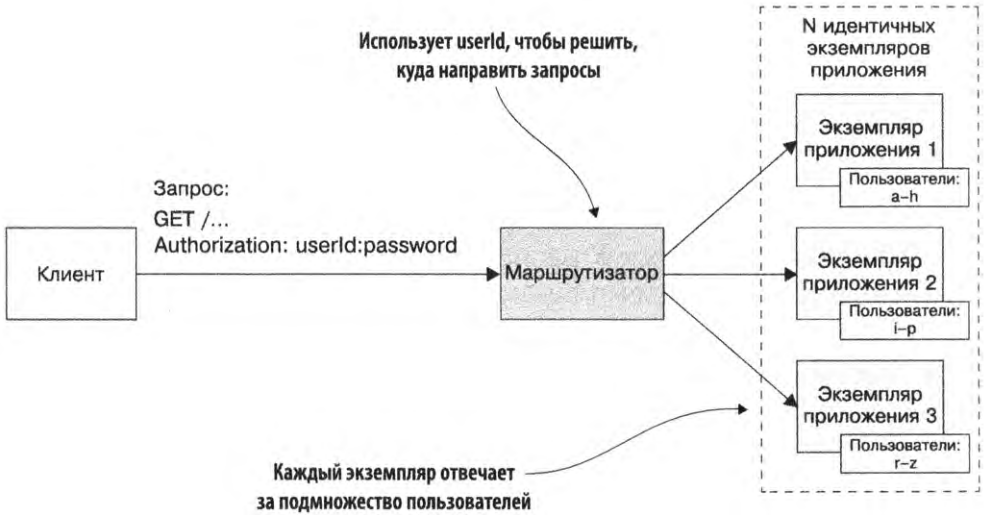 Использует userId, чтобы решить,
куда направить запросы
N идентичных
экземпляров
приложения
Экземпляр
приложения 1
Пользователи:
a–h
Запрос:
GET /...
Authorization: userId:password
Клиент
Маршрутизатор
Экземпляр
приложения 2
Пользователи:
i–p
Экземпляр
приложения 3
Пользователи:
r–z
Каждый экземпляр отвечает
за подмножество пользователей